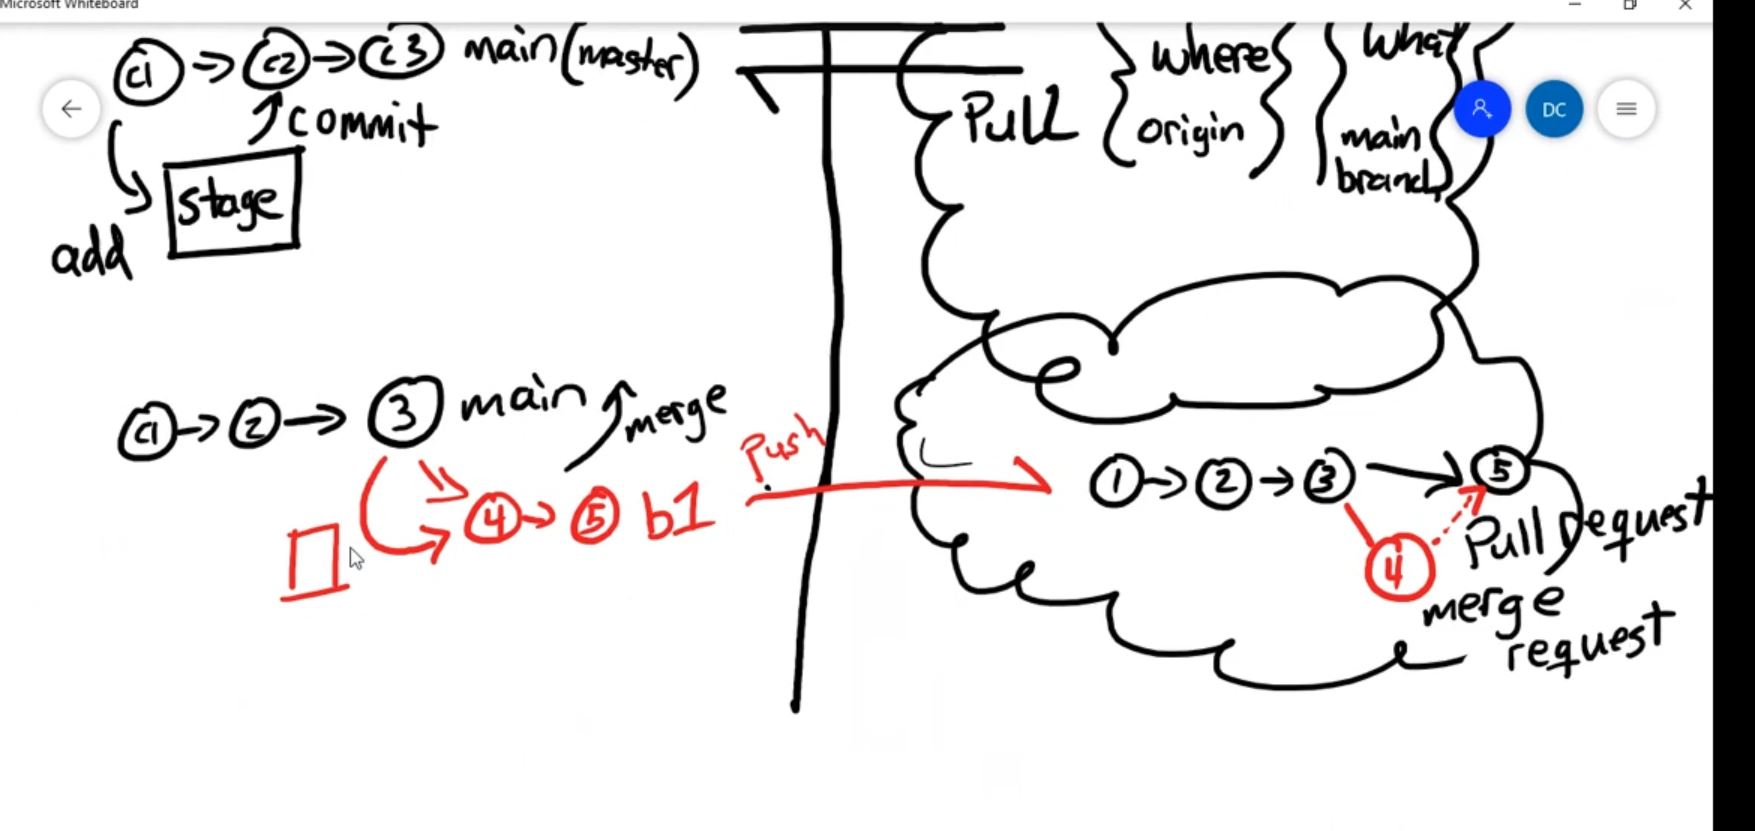 Microsoft Whiteboard
c1 c2 c3 main (master)
commit
stage
add
where
what
Pull
origin
main
branch
DC
c1 2 3 main
merge
4 5 b1
Push
1 2 3 5
4
Pull request
merge
request